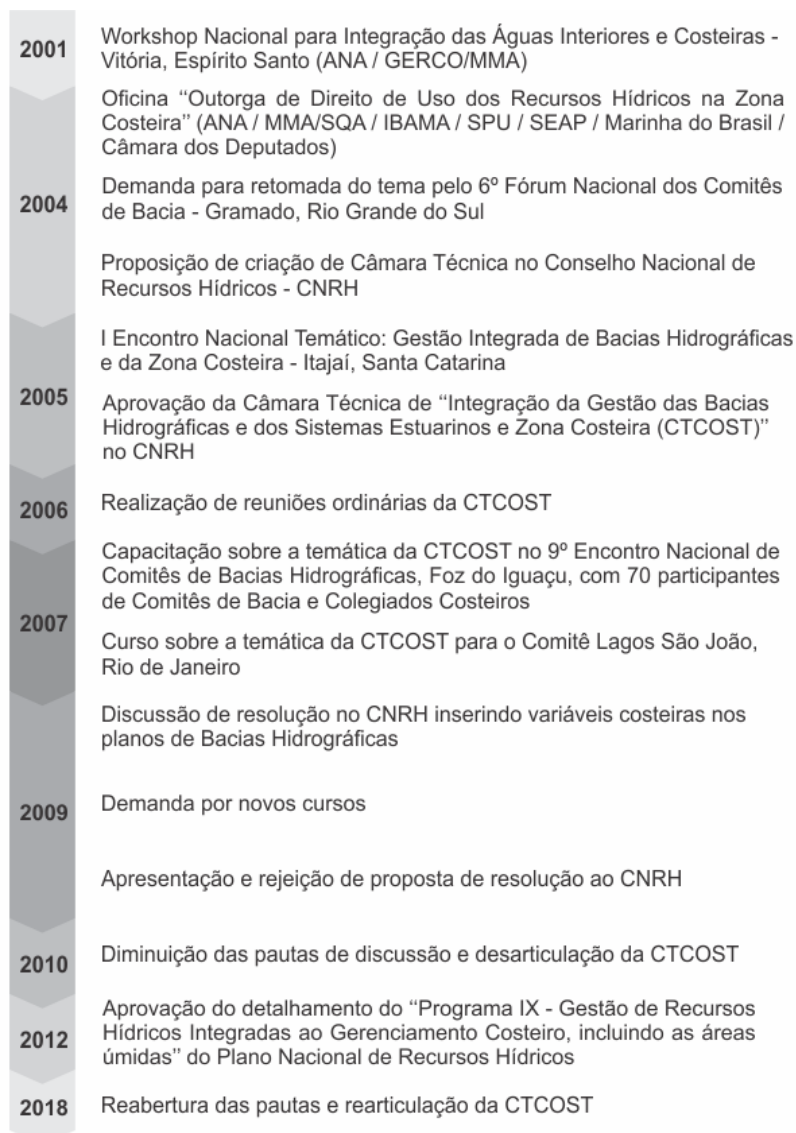 2001
Workshop Nacional para Integração das Águas Interiores e Costeiras -
Vitória, Espírito Santo (ANA / GERCO/MMA)
2004
Oficina “Outorga de Direito de Uso dos Recursos Hídricos na Zona
Costeira” (ANA / MMA/SQA / IBAMA / SPU / SEAP / Marinha do Brasil /
Câmara dos Deputados)
Demanda para retomada do tema pelo 6º Fórum Nacional dos Comitês
de Bacia - Gramado, Rio Grande do Sul
Proposição de criação de Câmara Técnica no Conselho Nacional de
Recursos Hídricos - CNRH
2005
I Encontro Nacional Temático: Gestão Integrada de Bacias Hidrográficas
e da Zona Costeira - Itajaí, Santa Catarina
Aprovação da Câmara Técnica de “Integração da Gestão das Bacias
Hidrográficas e dos Sistemas Estuarinos e Zona Costeira (CTCOST)”
no CNRH
2006
Realização de reuniões ordinárias da CTCOST
2007
Capacitação sobre a temática da CTCOST no 9º Encontro Nacional de
Comitês de Bacias Hidrográficas, Foz do Iguaçu, com 70 participantes
de Comitês de Bacia e Colegiados Costeiros
Curso sobre a temática da CTCOST para o Comitê Lagos São João,
Rio de Janeiro
2009
Discussão de resolução no CNRH inserindo variáveis costeiras nos
planos de Bacias Hidrográficas
Demanda por novos cursos
Apresentação e rejeição de proposta de resolução ao CNRH
2010
Diminuição das pautas de discussão e desarticulação da CTCOST
2012
Aprovação do detalhamento do “Programa IX - Gestão de Recursos
Hídricos Integradas ao Gerenciamento Costeiro, incluindo as áreas
úmidas” do Plano Nacional de Recursos Hídricos
2018
Reabertura das pautas e rearticulação da CTCOST